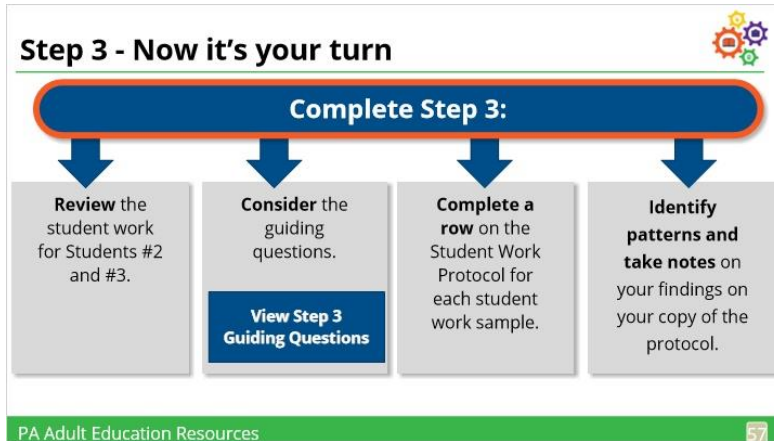 Step 3 - Now it's your turn
Complete Step 3:
Review the
student work
for Students #2
and #3.
Consider the
guiding
questions.
View Step 3
Guiding Questions
Complete a
row on the
Student Work
Protocol for
each student
work sample.
Identify
patterns and
take notes on
your findings on
your copy of the
protocol.
PA Adult Education Resources
57